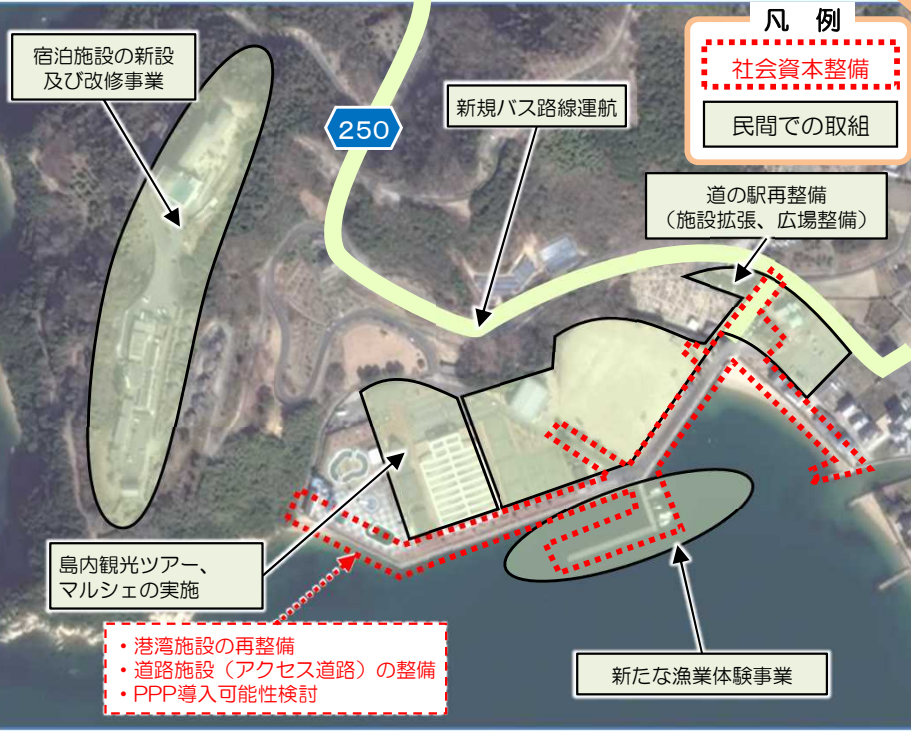 凡 例
社会資本整備
民間での取組
宿泊施設の新設
及び改修事業
250
新規バス路線運航
道の駅再整備
（施設拡張、広場整備）
島内観光ツアー、
マルシェの実施
・港湾施設の再整備
・道路施設（アクセス道路）の整備
・PPP導入可能性検討
新たな漁業体験事業